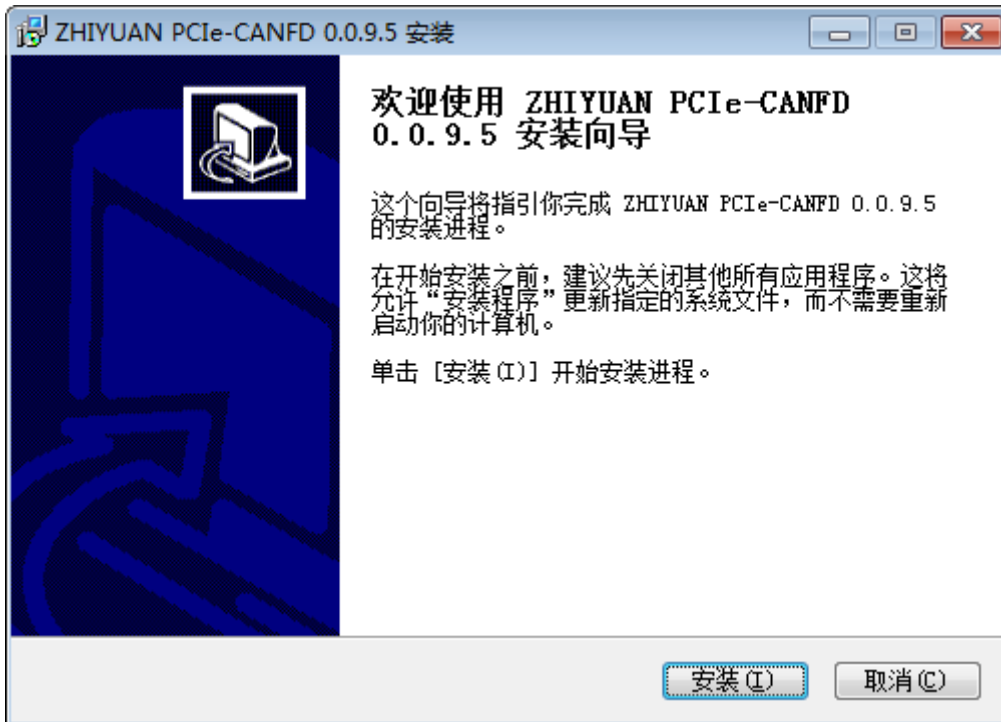 ZHIYUAN PCIe-CANFD 0.0.9.5 安装
欢迎使用 ZHIYUAN PCIe-CANFD
0.0.9.5 安装向导
这个向导将指引你完成 ZHIYUAN PCIe-CANFD 0.0.9.5
的安装进程。
在开始安装之前，建议先关闭其他所有应用程序。这将
允许“安装程序”更新指定的系统文件，而不需要重新
启动你的计算机。
单击 [安装(I)] 开始安装进程。
安装(I)
取消(C)